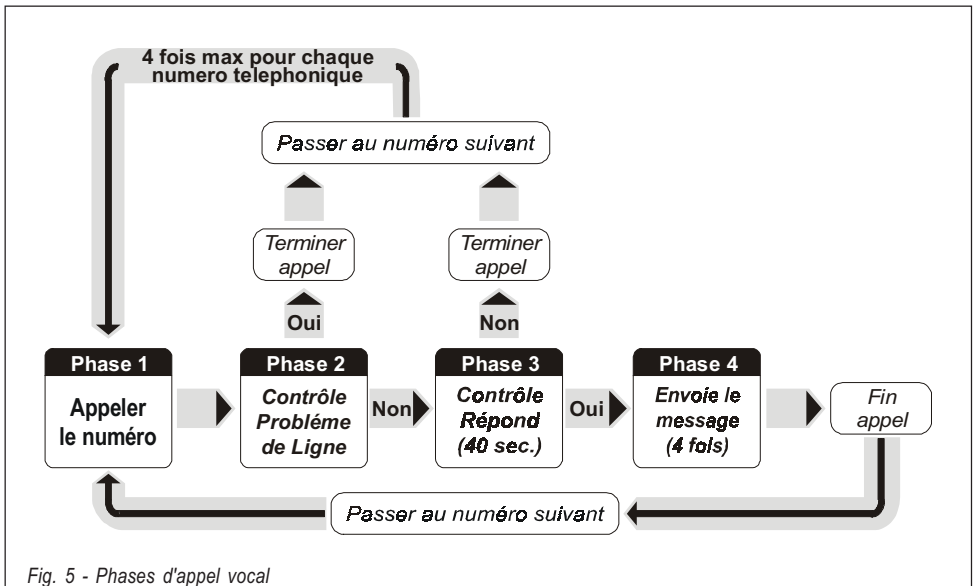 4 fois max pour chaque
numero telephonique
Passer au numéro suivant
Terminer
appel
Terminer
appel
Oui
Non
Phase 1
Appeler
le numéro
Phase 2
Contrôle
Probléme
de Ligne
Non
Phase 3
Contrôle
Répond
(40 sec.)
Oui
Phase 4
Envoie le
message
(4 fois)
Fin
appel
Passer au numéro suivant
Fig. 5 - Phases d'appel vocal